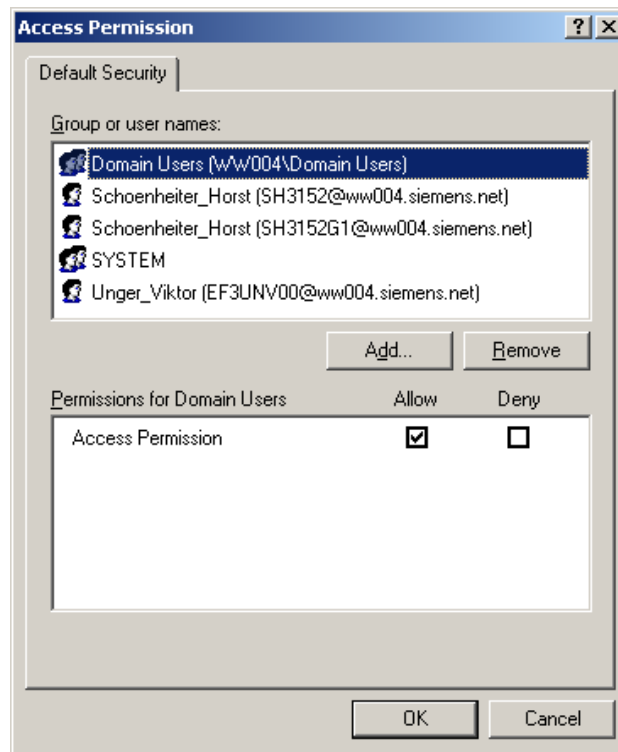 Access Permission
Default Security
Group or user names:
Domain Users (WW004\Domain Users)
Schoenheiter_Horst (SH3152@ww004.siemens.net)
Schoenheiter_Horst (SH3152G1@ww004.siemens.net)
SYSTEM
Unger_Viktor (EF3UNV00@ww004.siemens.net)
Add... Remove
Permissions for Domain Users Allow Deny
Access Permission
OK Cancel